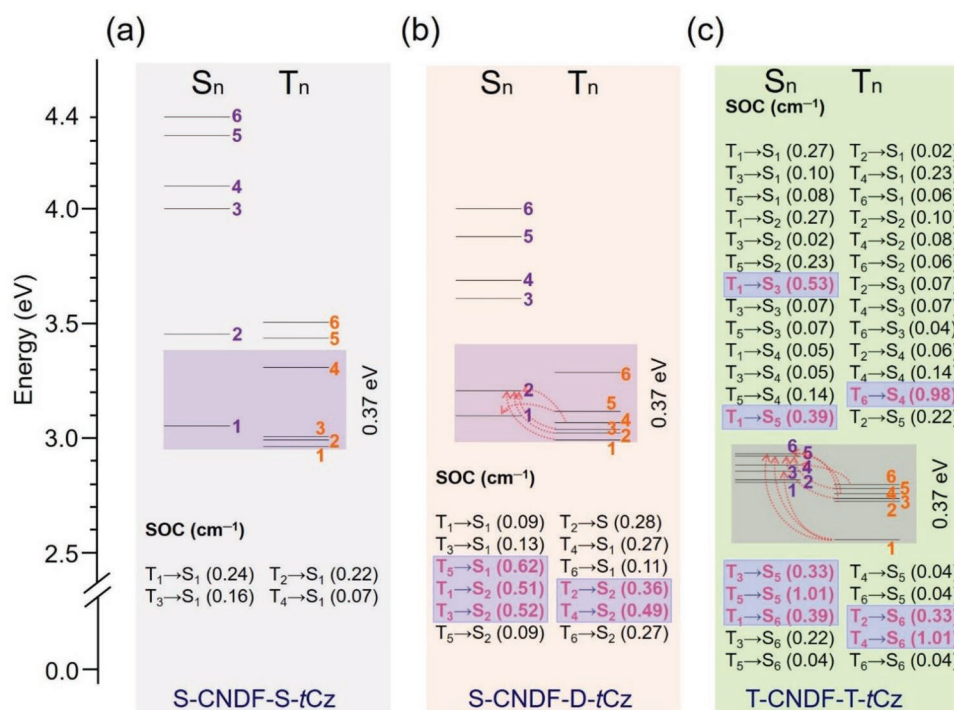 (a)
(b)
(c)
Energy (eV)
4.4
4.0
3.5
3.0
2.5
0.0
Sn Tn
6
5
4
3
2
1
6
5
4
3
2
1
0.37 eV
SOC (cm⁻¹)
T₁→S₁ (0.24) T₂→S₁ (0.22)
T₃→S₁ (0.16) T₄→S₁ (0.07)
S-CNDF-S-tCz
Sn Tn
6
5
4
3
2
1
6
5
4
3
2
1
0.37 eV
SOC (cm⁻¹)
T₁→S₁ (0.09) T₂→S (0.28)
T₃→S₁ (0.13) T₄→S₁ (0.27)
T₅→S₁ (0.62) T₆→S₁ (0.11)
T₁→S₂ (0.51) T₂→S₂ (0.36)
T₃→S₂ (0.52) T₄→S₂ (0.49)
T₅→S₂ (0.09) T₆→S₂ (0.27)
S-CNDF-D-tCz
Sn Tn
SOC (cm⁻¹)
T₁→S₁ (0.27) T₂→S₁ (0.02)
T₃→S₁ (0.10) T₄→S₁ (0.23)
T₅→S₁ (0.08) T₆→S₁ (0.06)
T₁→S₂ (0.27) T₂→S₂ (0.10)
T₃→S₂ (0.02) T₄→S₂ (0.08)
T₅→S₂ (0.23) T₆→S₂ (0.06)
T₁→S₃ (0.53) T₂→S₃ (0.07)
T₃→S₃ (0.07) T₄→S₃ (0.07)
T₅→S₃ (0.07) T₆→S₃ (0.04)
T₁→S₄ (0.05) T₂→S₄ (0.06)
T₃→S₄ (0.05) T₄→S₄ (0.14)
T₅→S₄ (0.14) T₆→S₄ (0.98)
T₁→S₅ (0.39) T₂→S₅ (0.22)
6
5
4
3
2
1
6
5
4
3
2
1
0.37 eV
T₃→S₅ (0.33) T₄→S₅ (0.04)
T₅→S₅ (1.01) T₆→S₅ (0.04)
T₁→S₆ (0.39) T₂→S₆ (0.33)
T₃→S₆ (0.22) T₄→S₆ (1.01)
T₅→S₆ (0.04) T₆→S₆ (0.04)
T-CNDF-T-tCz